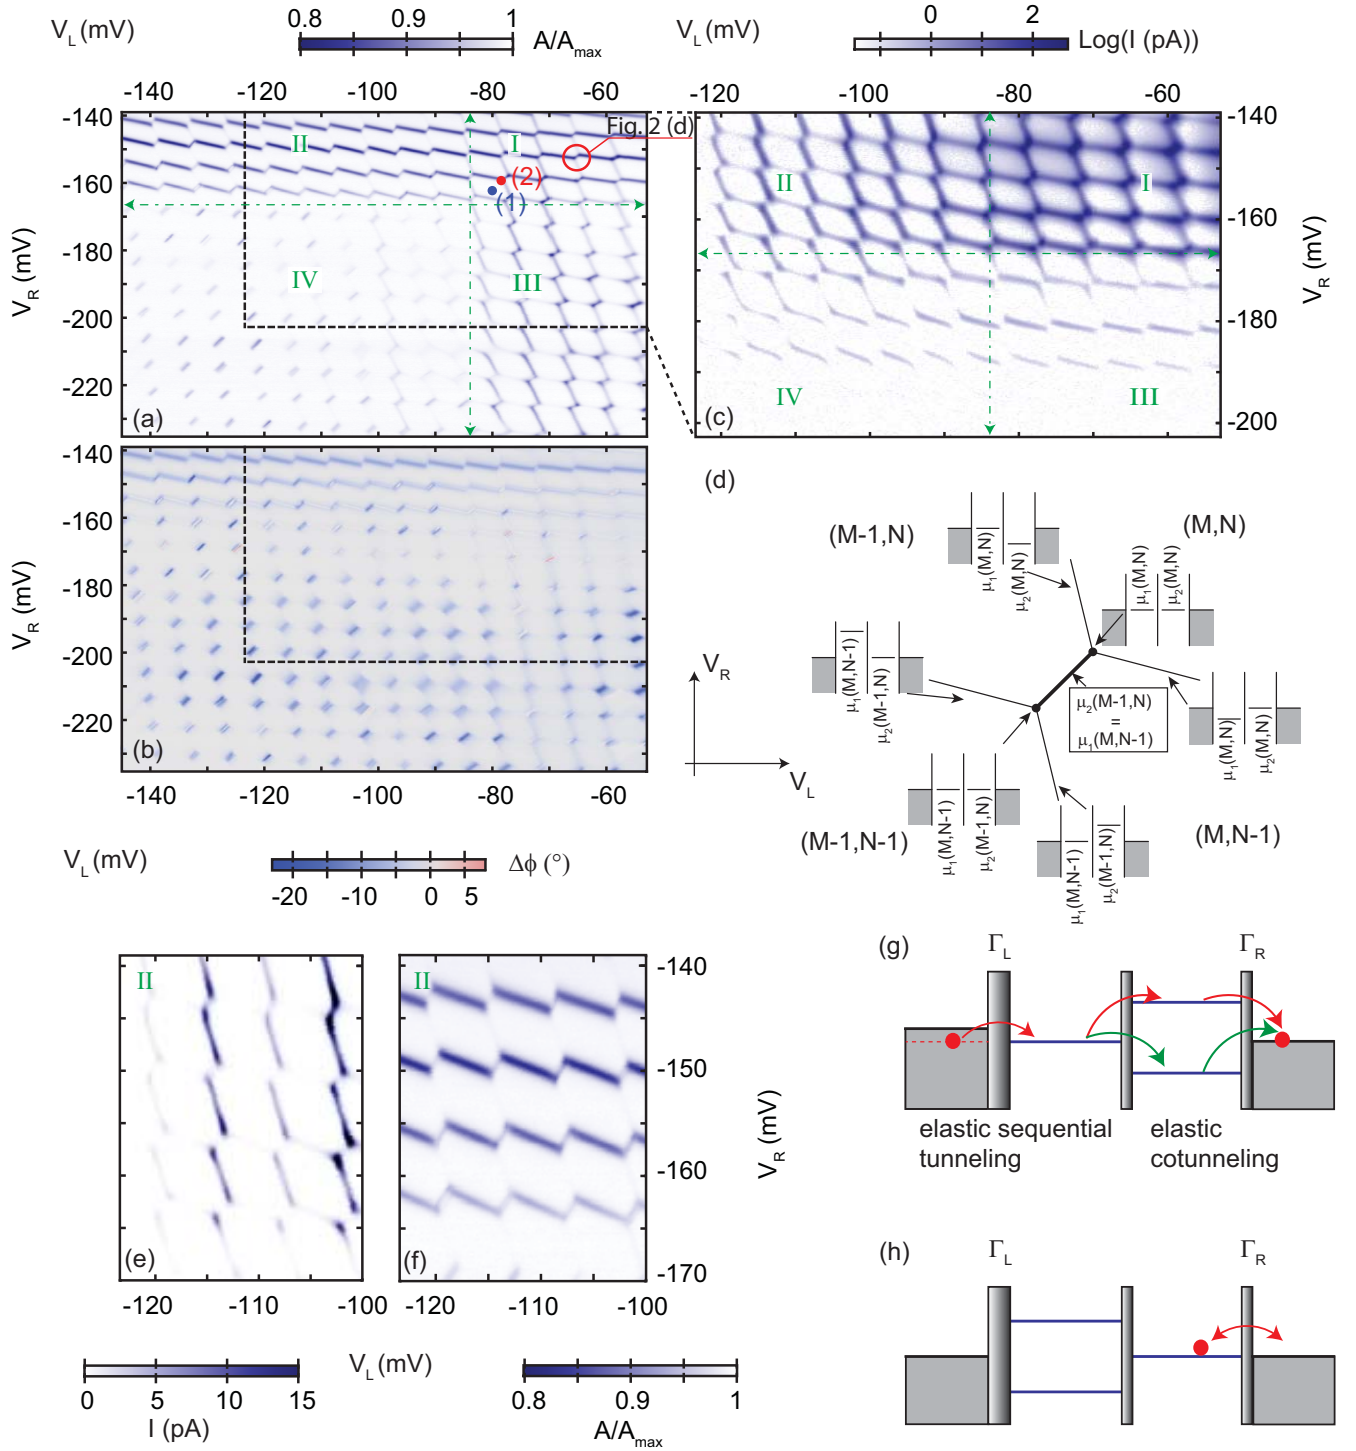 V_L (mV)
0.8 0.9 1
A/A_max
V_L (mV)
0 2
Log(I (pA))
-140 -120 -100 -80 -60
-120 -100 -80 -60
-140
-160
-180
-200
-220
V_R (mV)
II
I
Fig. 2 (d)
(2)
(1)
IV
III
(a)
II
I
IV
III
(c)
-140
-160
-180
-200
V_R (mV)
-140
-160
-180
-200
-220
V_R (mV)
(b)
-140 -120 -100 -80 -60
V_L (mV)
-20 -10 0 5
Δϕ (°)
(d)
(M-1,N)
(M,N)
μ₁(M,N)
μ₂(M,N)
μ₁(M,N)
μ₂(M,N)
μ₁(M,N-1)
μ₂(M-1,N)
V_R
V_L
μ₂(M-1,N)
=
μ₁(M,N-1)
μ₁(M,N)
μ₂(M,N)
(M-1,N-1)
(M,N-1)
μ₁(M,N-1)
μ₂(M-1,N)
μ₁(M,N-1)
μ₂(M-1,N)
II
(e)
-120 -110 -100
II
(f)
-120 -110 -100
-140
-150
-160
-170
V_R (mV)
0 5 10 15
I (pA)
V_L (mV)
0.8 0.9 1
A/A_max
(g)
Γ_L
Γ_R
elastic sequential
tunneling
elastic
cotunneling
(h)
Γ_L
Γ_R